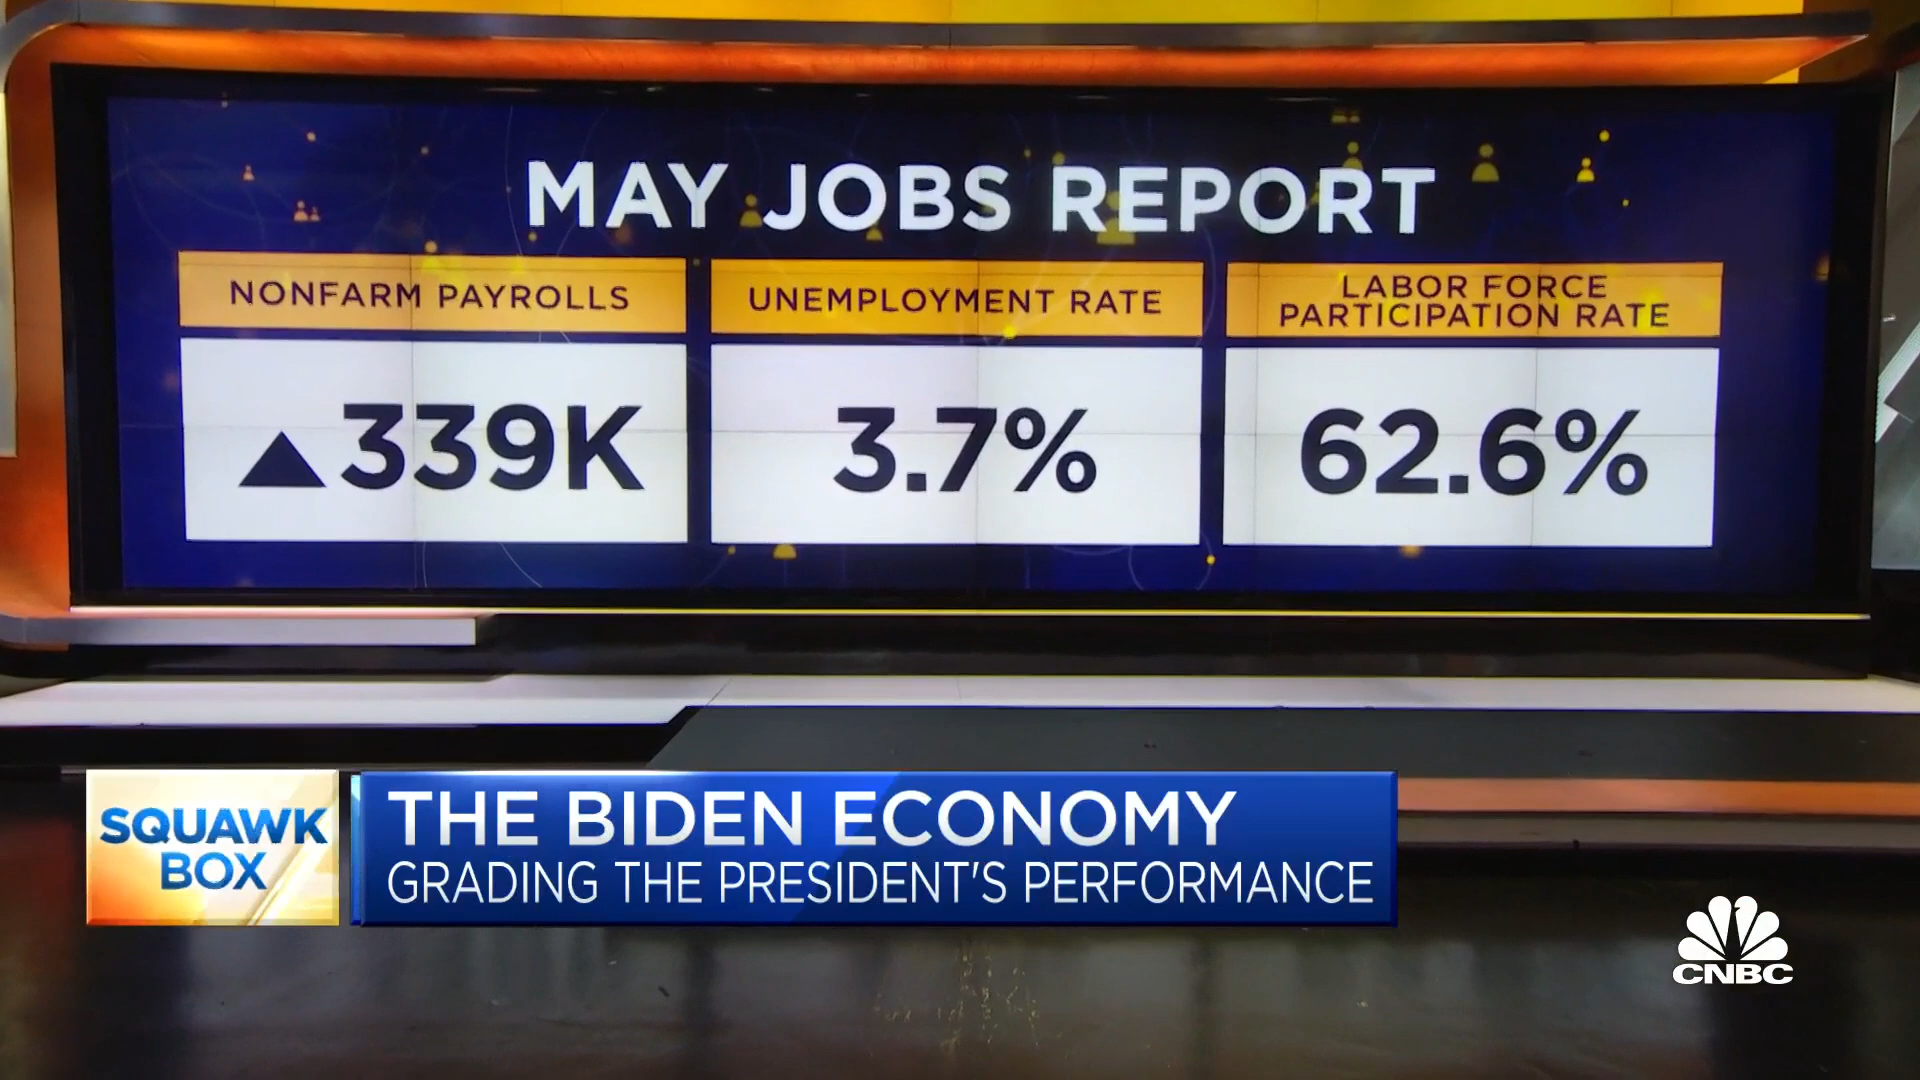 MAY JOBS REPORT
NONFARM PAYROLLS
▲339K
UNEMPLOYMENT RATE
3.7%
LABOR FORCE
PARTICIPATION RATE
62.6%
SQUAWK
BOX
THE BIDEN ECONOMY
GRADING THE PRESIDENT'S PERFORMANCE
CNBC